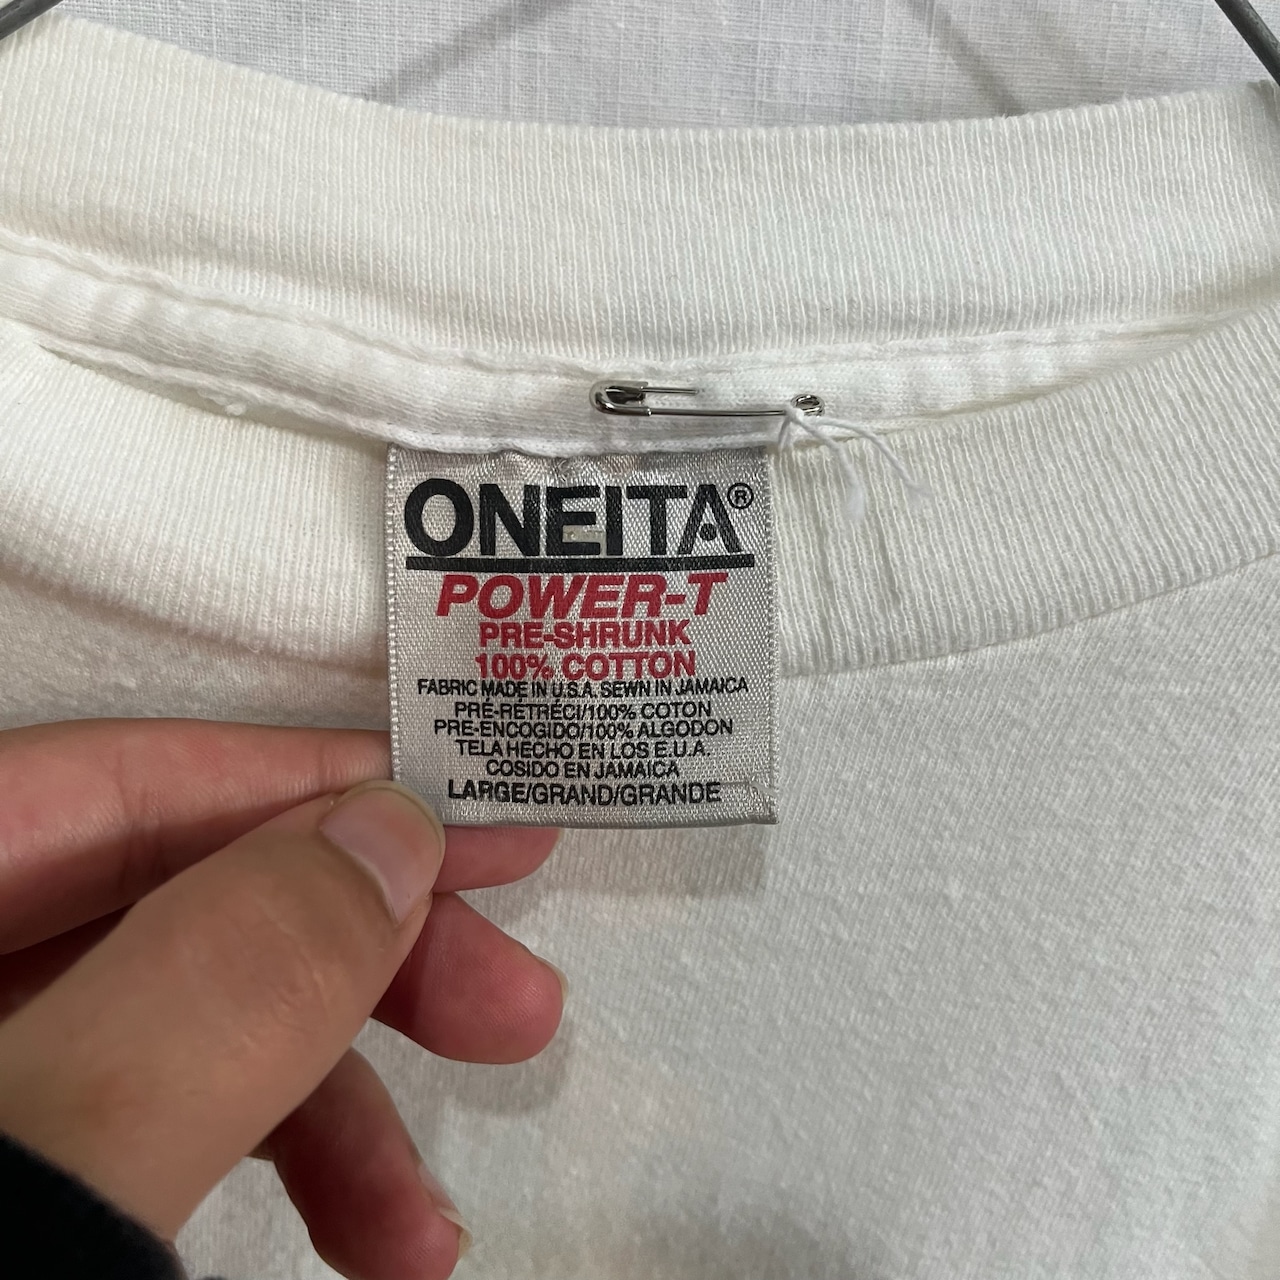 ONEITA®
POWER-T
PRE-SHRUNK
100% COTTON
FABRIC MADE IN U.S.A. SEWN IN JAMAICA
PRÉ-RÉTRÉCI/100% COTON
PRE-ENCOGIDO/100% ALGODON
TELA HECHO EN LOS E.U.A.
COSIDO EN JAMAICA
LARGE/GRAND/GRANDE